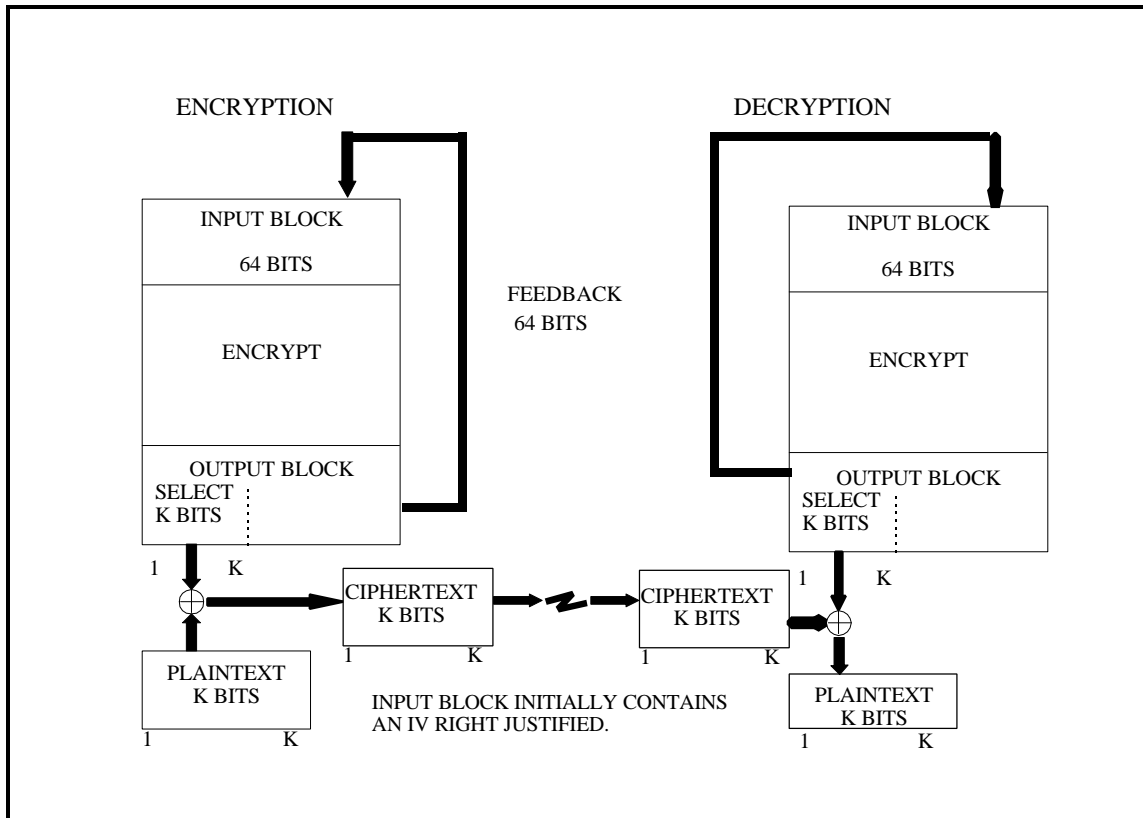 ENCRYPTION
INPUT BLOCK
64 BITS
ENCRYPT
OUTPUT BLOCK
SELECT
K BITS
1 K
PLAINTEXT
K BITS
1 K
CIPHERTEXT
K BITS
1 K
FEEDBACK
64 BITS
INPUT BLOCK INITIALLY CONTAINS
AN IV RIGHT JUSTIFIED.
DECRYPTION
INPUT BLOCK
64 BITS
ENCRYPT
OUTPUT BLOCK
SELECT
K BITS
1 K
CIPHERTEXT
K BITS
1 K
PLAINTEXT
K BITS
1 K